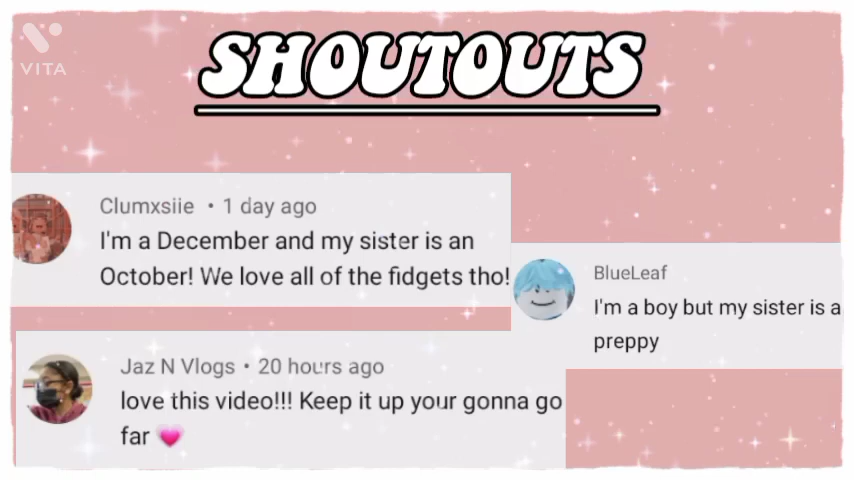 VITA
SHOUTOUTS
Clumxsiie • 1 day ago
I'm a December and my sister is an
October! We love all of the fidgets tho!
BlueLeaf
I'm a boy but my sister is a
preppy
Jaz N Vlogs • 20 hours ago
love this video!!! Keep it up your gonna go
far 💗